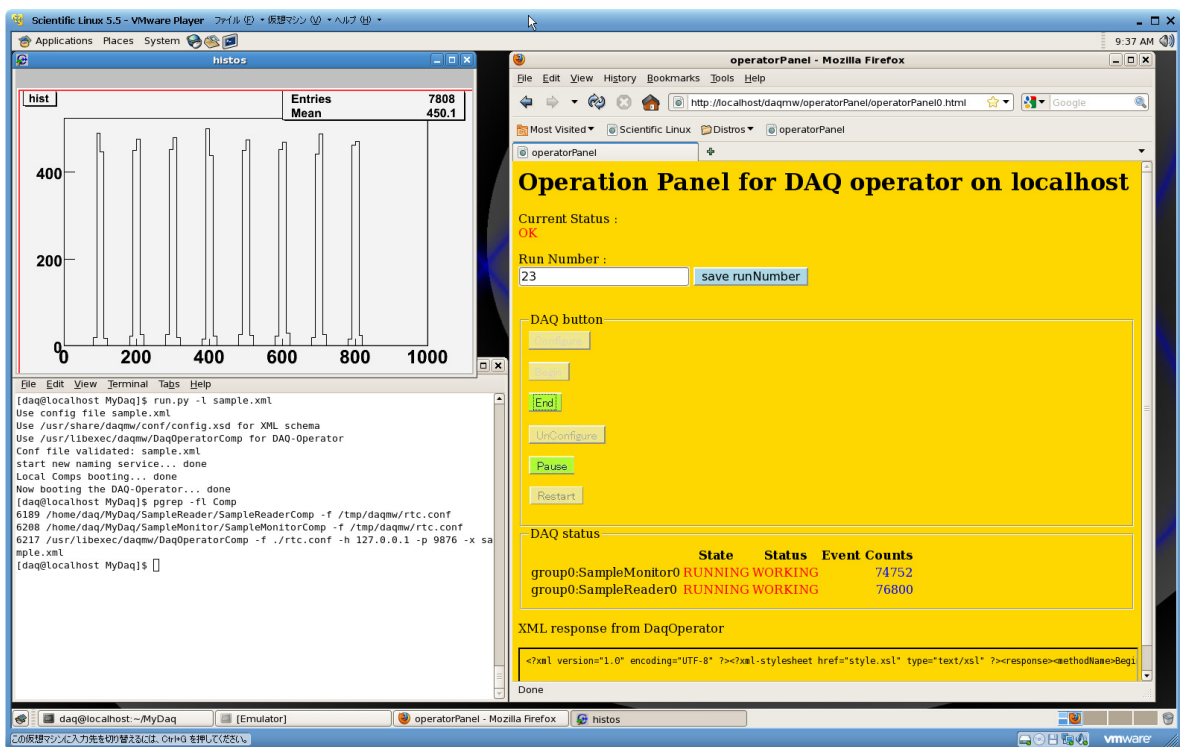 Scientific Linux 5.5 - VMware Player ファイル(F) ▾ 仮想マシン(V) ▾ ヘルプ(H) ▾
Applications Places System 9:37 AM
histos
hist
Entries 7808
Mean 450.1
400
200
0
0 200 400 600 800 1000
File Edit View Terminal Tabs Help
[daq@localhost MyDaq]$ run.py -l sample.xml
Use config file sample.xml
Use /usr/share/daqmw/conf/config.xsd for XML schema
Use /usr/libexec/daqmw/DaqOperatorComp for DAQ-Operator
Conf file validated: sample.xml
start new naming service... done
Local Comps booting... done
Now booting the DAQ-Operator... done
[daq@localhost MyDaq]$ pgrep -fl Comp
6189 /home/daq/MyDaq/SampleReader/SampleReaderComp -f /tmp/daqmw/rtc.conf
6208 /home/daq/MyDaq/SampleMonitor/SampleMonitorComp -f /tmp/daqmw/rtc.conf
6217 /usr/libexec/daqmw/DaqOperatorComp -f ./rtc.conf -h 127.0.0.1 -p 9876 -x sa
mple.xml
[daq@localhost MyDaq]$
operatorPanel - Mozilla Firefox
File Edit View History Bookmarks Tools Help
http://localhost/daqmw/operatorPanel/operatorPanel0.html Google
Most Visited Scientific Linux Distros operatorPanel
operatorPanel
Operation Panel for DAQ operator on localhost
Current Status :
OK
Run Number :
23 save runNumber
DAQ button
Configure
Begin
End
UnConfigure
Pause
Restart
DAQ status
State Status Event Counts
group0:SampleMonitor0 RUNNING WORKING 74752
group0:SampleReader0 RUNNING WORKING 76800
XML response from DaqOperator
<?xml version="1.0" encoding="UTF-8" ?><?xml-stylesheet href="style.xsl" type="text/xsl" ?><response><methodName>Begi
Done
daq@localhost:~/MyDaq [Emulator] operatorPanel - Mozilla Firefox histos
この仮想マシンに入力先を切り替えるには、Ctrl+G を押してください。 vmware